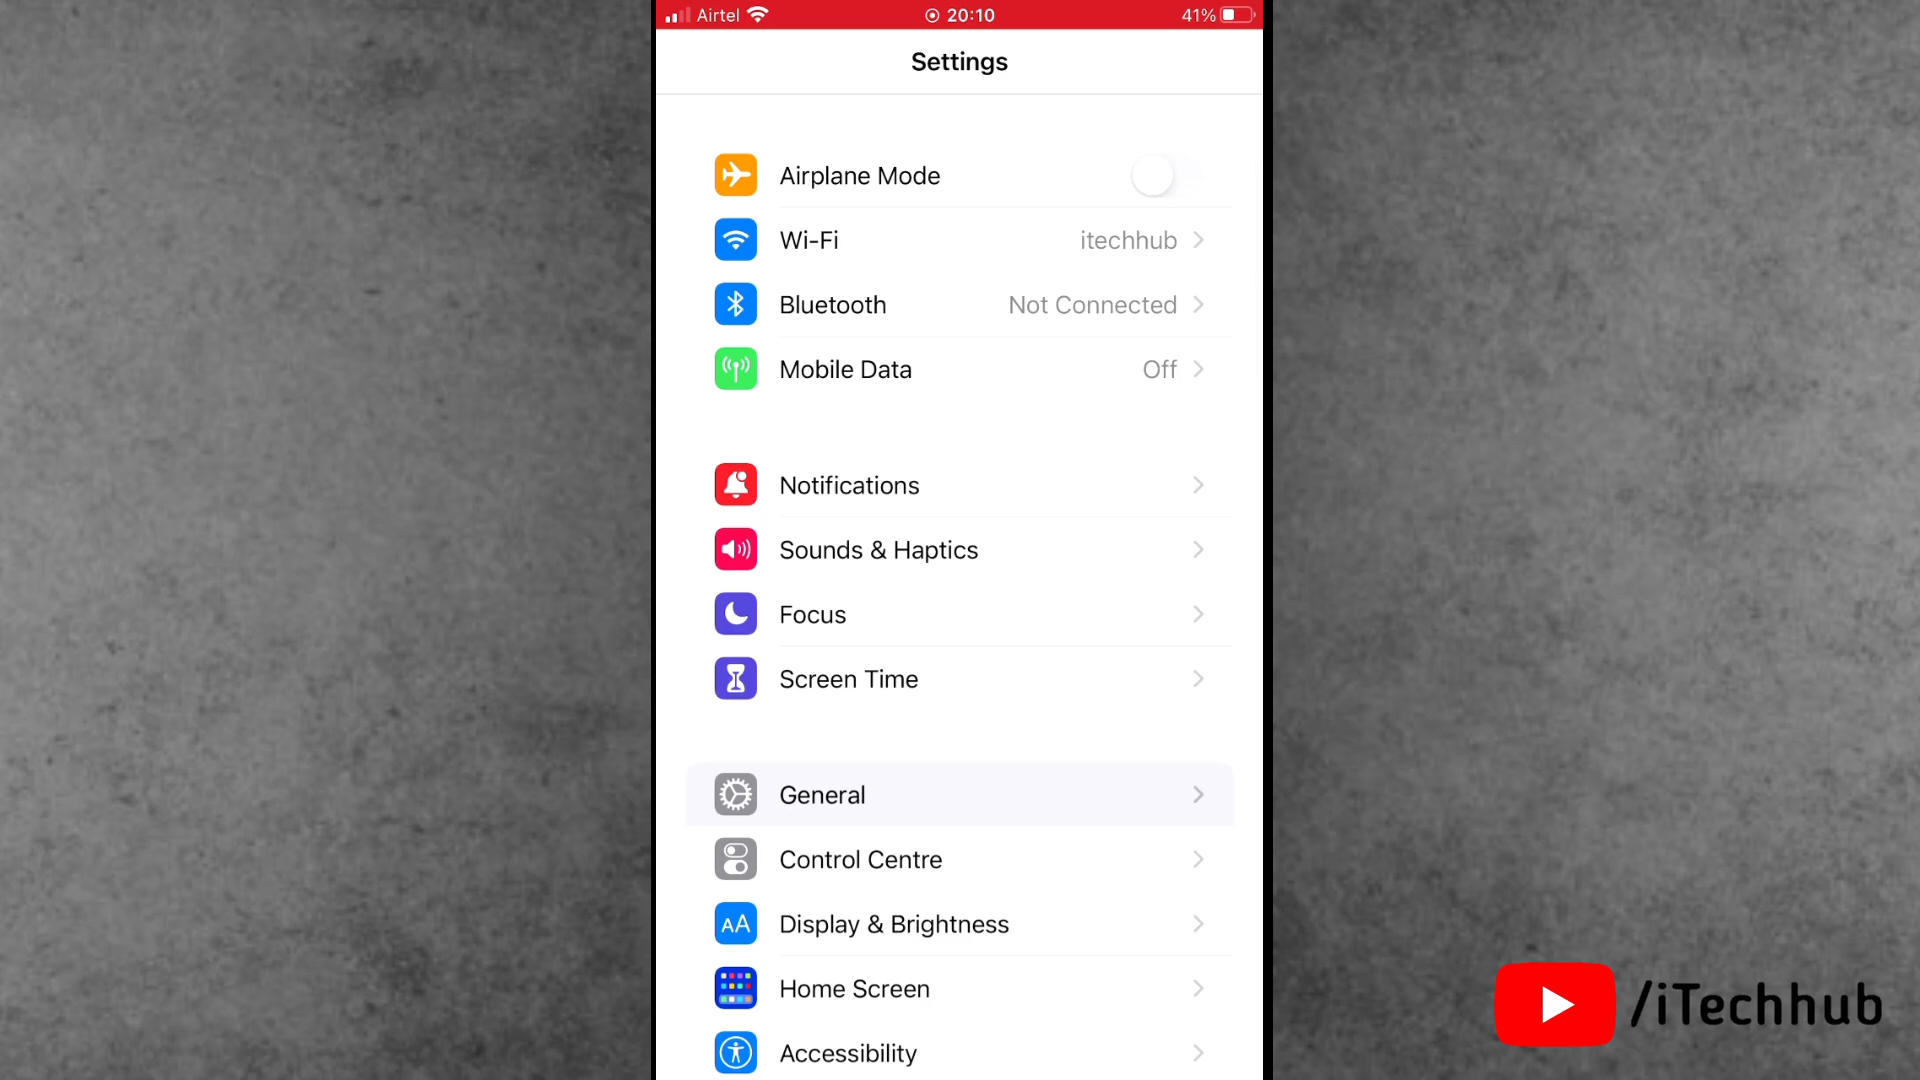 Airtel 20:10 41%
Settings
Airplane Mode
Wi-Fi itechhub
Bluetooth Not Connected
Mobile Data Off
Notifications
Sounds & Haptics
Focus
Screen Time
General
Control Centre
AA Display & Brightness
Home Screen
Accessibility
/iTechhub